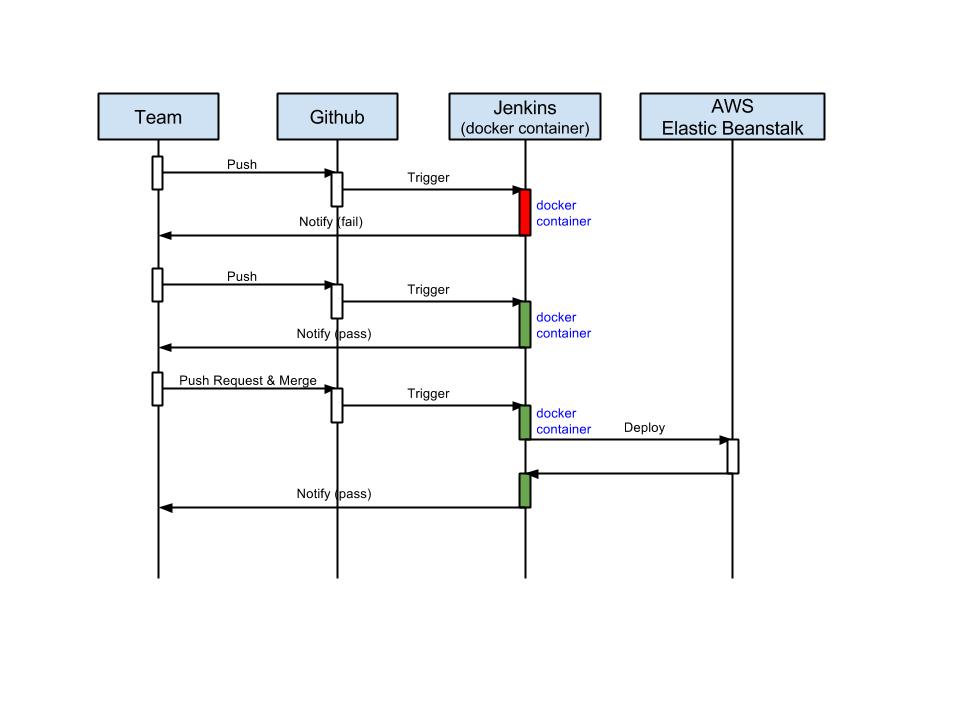 Team
Github
Jenkins
(docker container)
AWS
Elastic Beanstalk
Push
Trigger
docker
container
Notify (fail)
Push
Trigger
docker
container
Notify (pass)
Push Request & Merge
Trigger
docker
container
Deploy
Notify (pass)